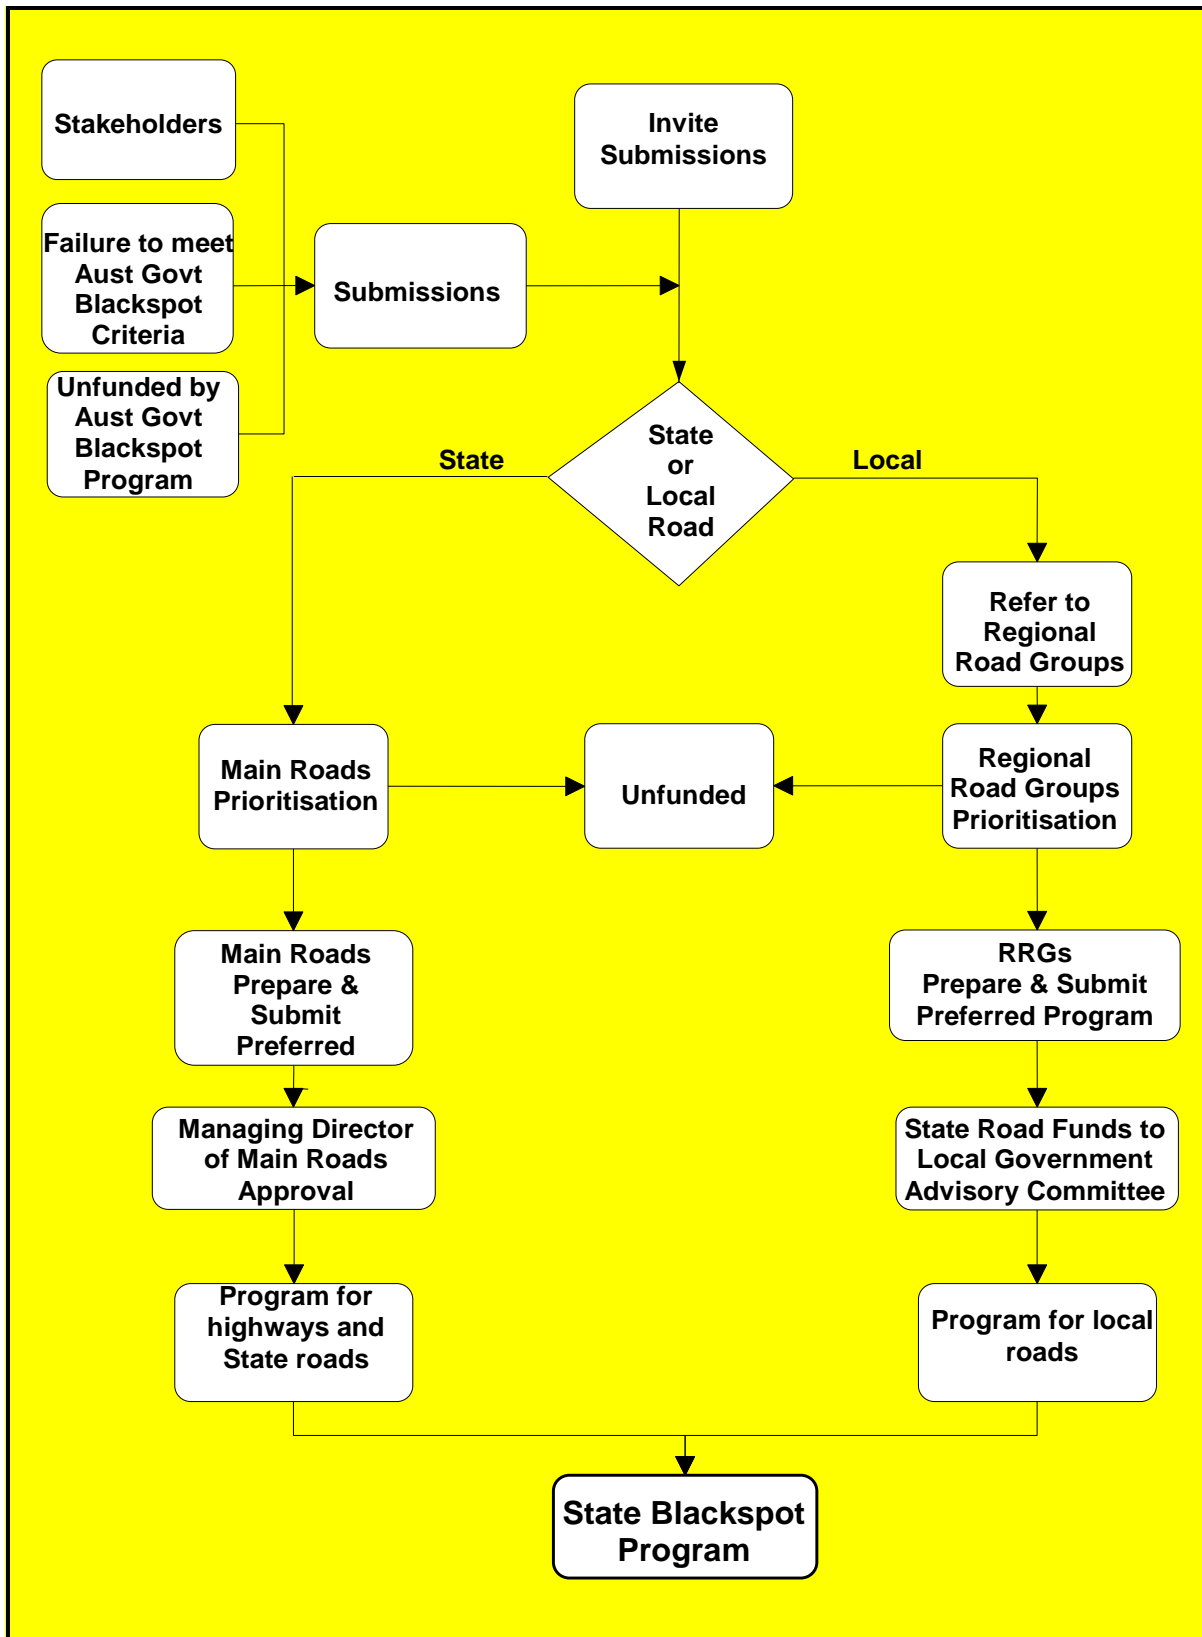 Stakeholders
Invite
Submissions
Failure to meet
Aust Govt
Blackspot
Criteria
Submissions
Unfunded by
Aust Govt
Blackspot
Program
State
or
Local
Road
State
Local
Refer to
Regional
Road Groups
Main Roads
Prioritisation
Unfunded
Regional
Road Groups
Prioritisation
Main Roads
Prepare &
Submit
Preferred
RRGs
Prepare & Submit
Preferred Program
Managing Director
of Main Roads
Approval
State Road Funds to
Local Government
Advisory Committee
Program for
highways and
State roads
Program for local
roads
State Blackspot
Program